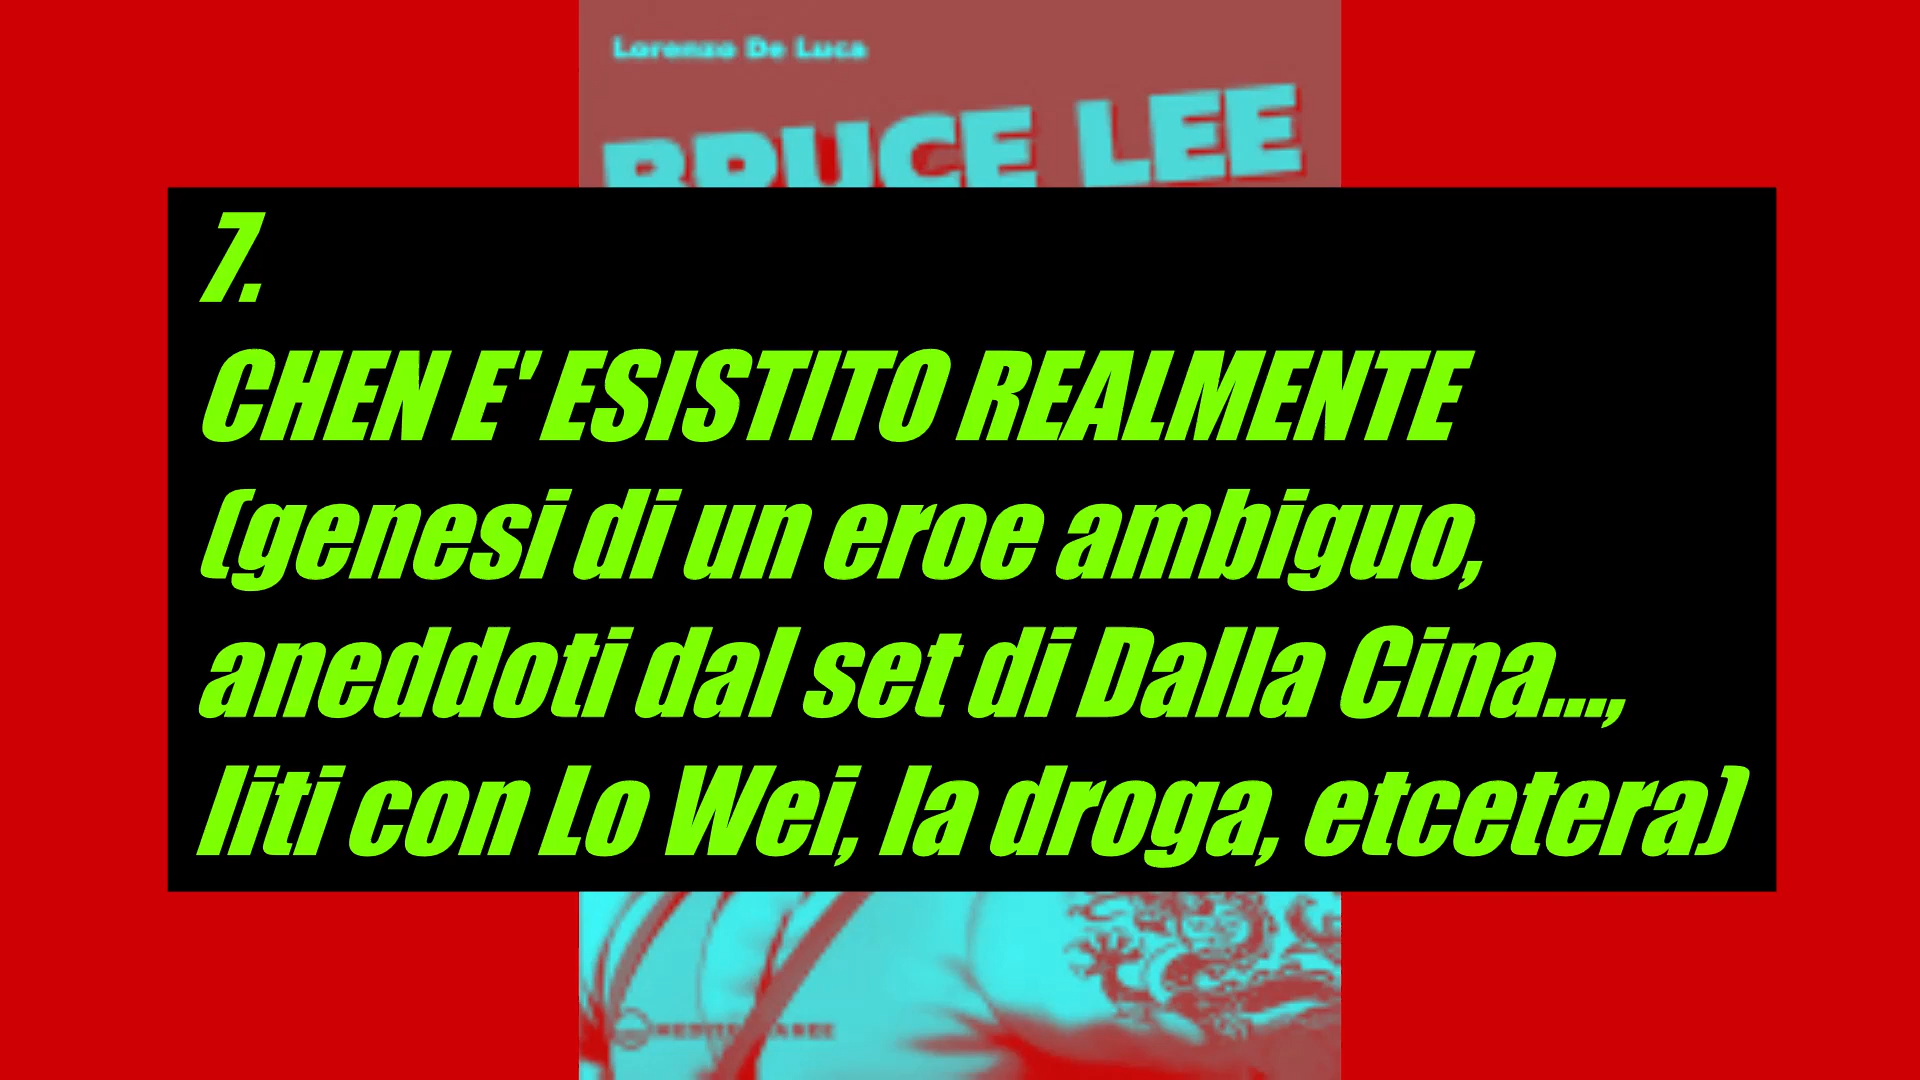 Lorenzo De Luca
BRUCE LEE
7.
CHEN E' ESISTITO REALMENTE
(genesi di un eroe ambiguo,
aneddoti dal set di Dalla Cina...,
liti con Lo Wei, la droga, etcetera)